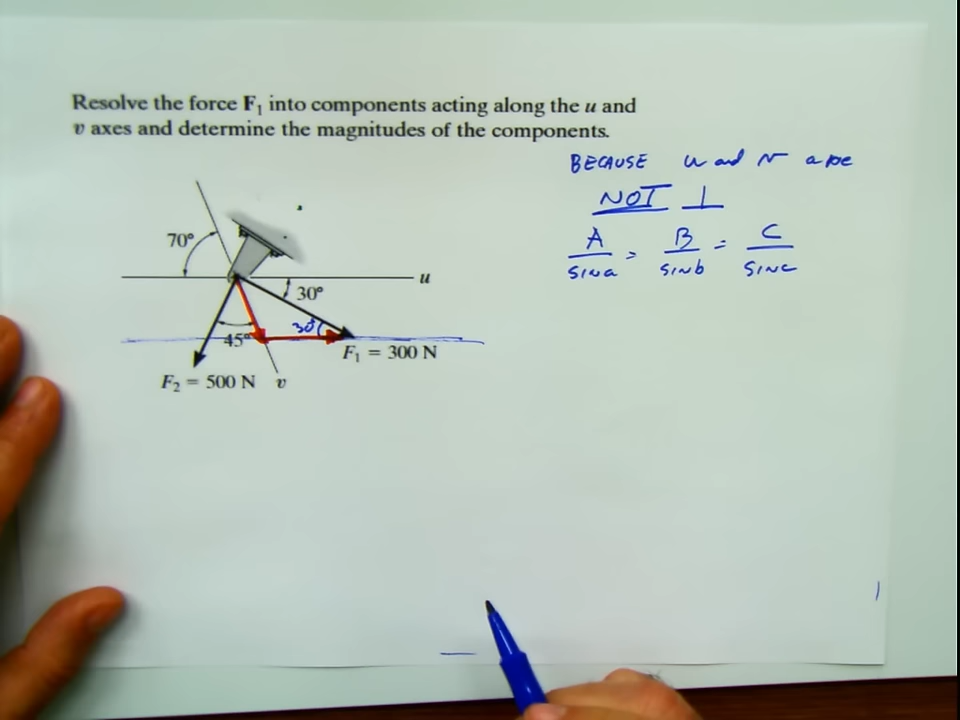 Resolve the force F₁ into components acting along the u and
v axes and determine the magnitudes of the components.
BECAUSE u and v are
NOT ⊥
A/sin a = B/sin b = C/sin c
70°
u
30°
30°
45°
F₁ = 300 N
F₂ = 500 N v